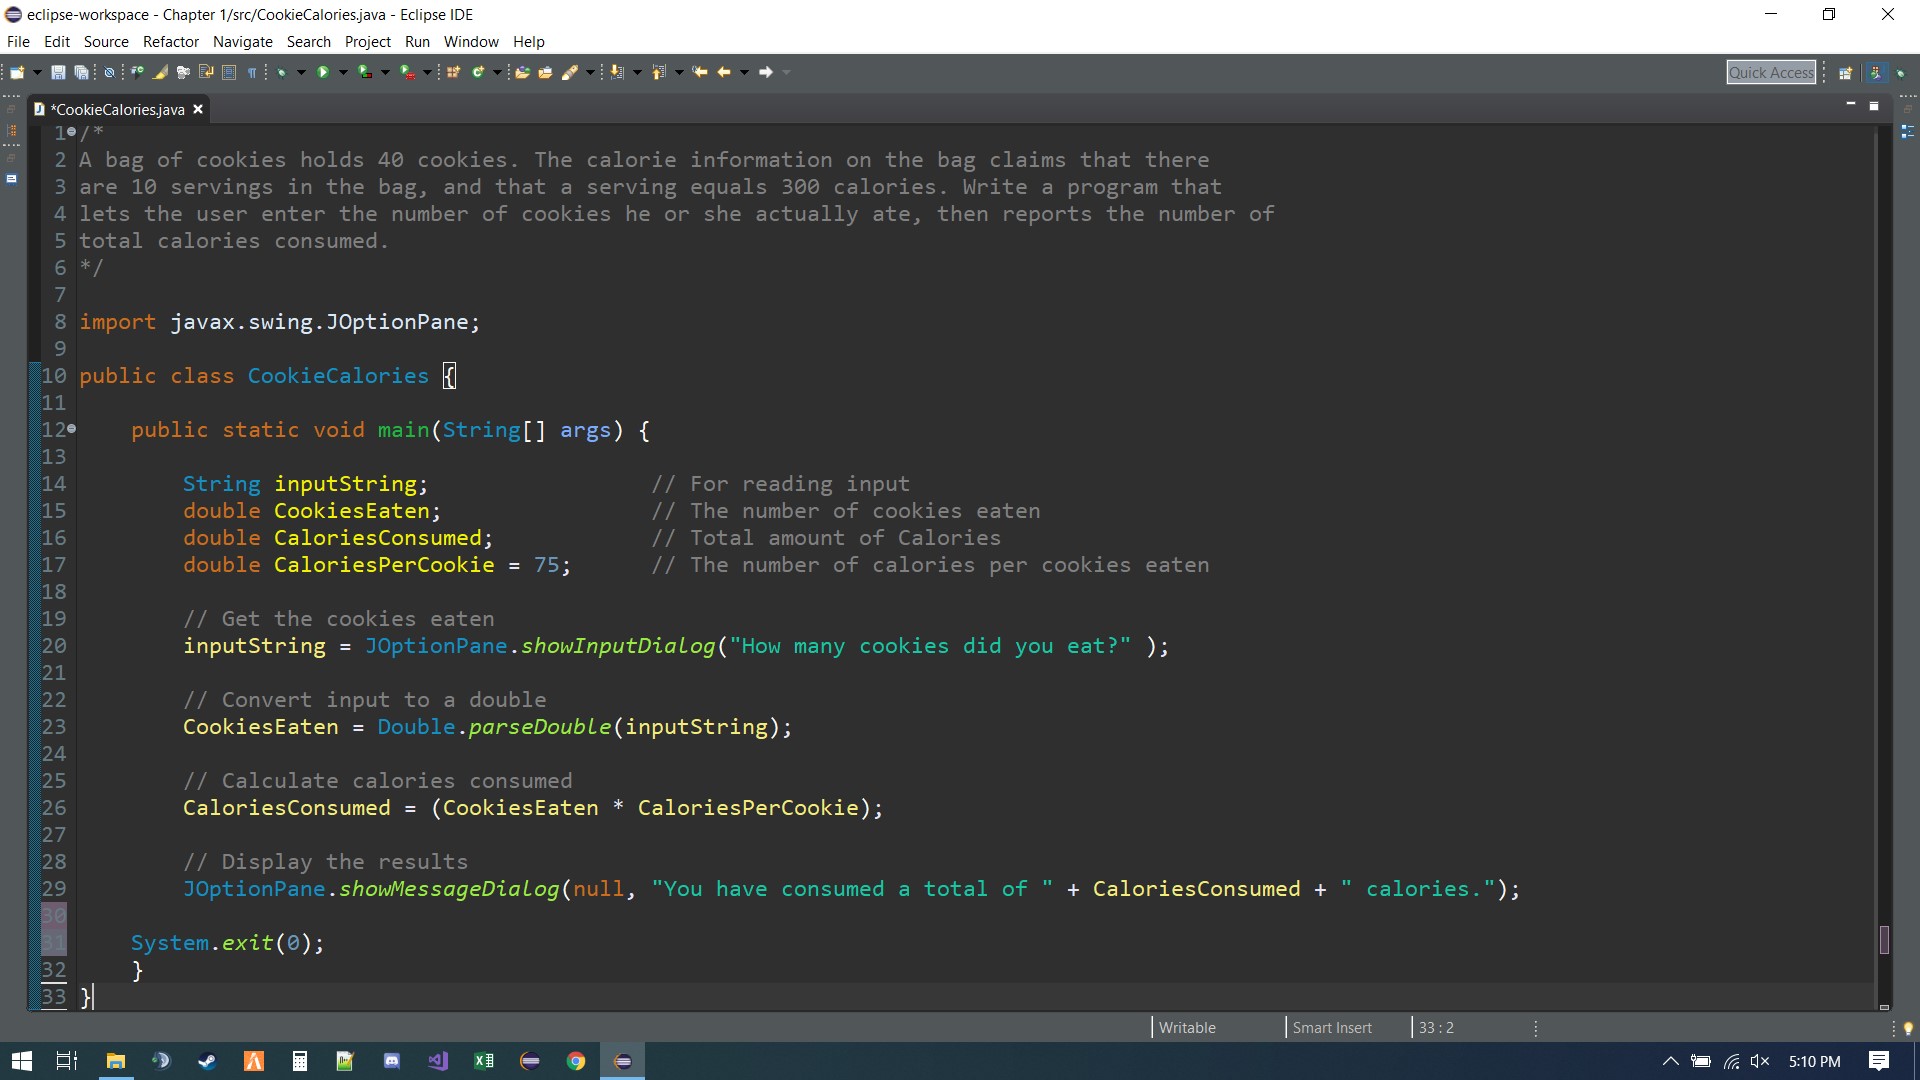 eclipse-workspace - Chapter 1/src/CookieCalories.java - Eclipse IDE
File Edit Source Refactor Navigate Search Project Run Window Help
Quick Access
*CookieCalories.java
1 /*
2 A bag of cookies holds 40 cookies. The calorie information on the bag claims that there
3 are 10 servings in the bag, and that a serving equals 300 calories. Write a program that
4 lets the user enter the number of cookies he or she actually ate, then reports the number of
5 total calories consumed.
6 */
7
8 import javax.swing.JOptionPane;
9
10 public class CookieCalories {
11
12 public static void main(String[] args) {
13
14 String inputString; // For reading input
15 double CookiesEaten; // The number of cookies eaten
16 double CaloriesConsumed; // Total amount of Calories
17 double CaloriesPerCookie = 75; // The number of calories per cookies eaten
18
19 // Get the cookies eaten
20 inputString = JOptionPane.showInputDialog("How many cookies did you eat?" );
21
22 // Convert input to a double
23 CookiesEaten = Double.parseDouble(inputString);
24
25 // Calculate calories consumed
26 CaloriesConsumed = (CookiesEaten * CaloriesPerCookie);
27
28 // Display the results
29 JOptionPane.showMessageDialog(null, "You have consumed a total of " + CaloriesConsumed + " calories.");
30
31 System.exit(0);
32 }
33 }
Writable Smart Insert 33 : 2
5:10 PM